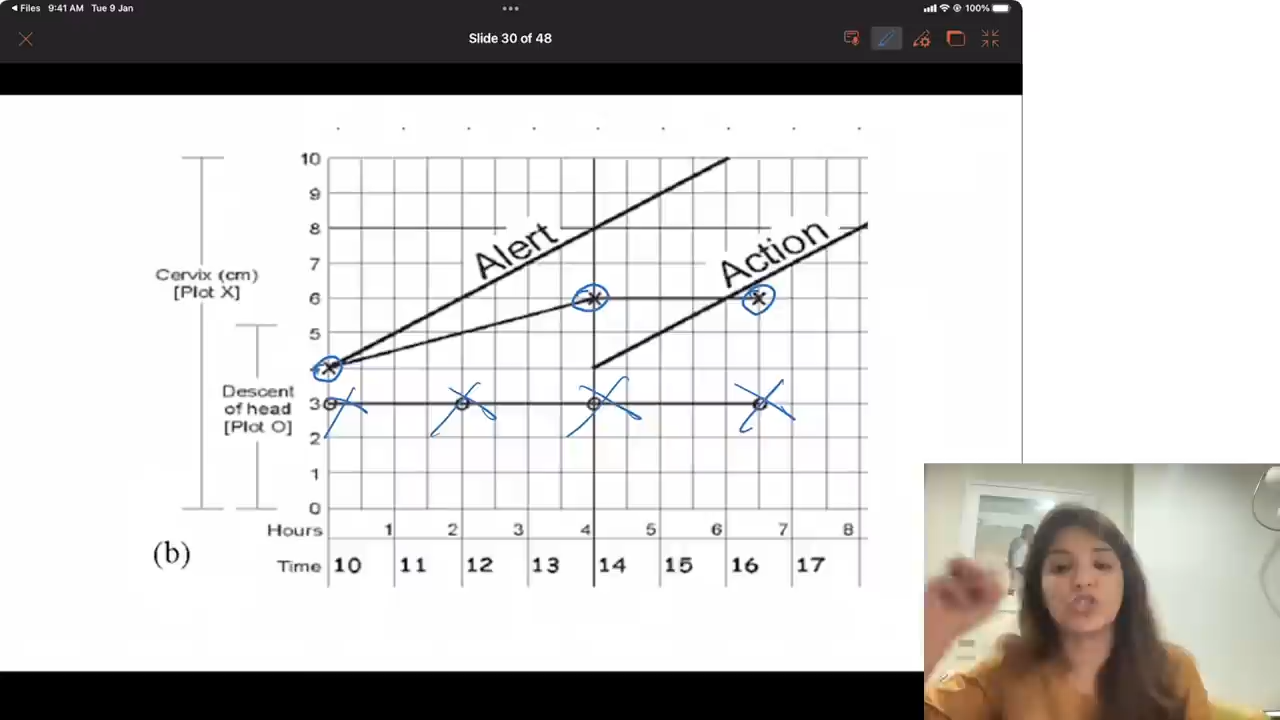 Files 9:41 AM Tue 9 Jan
100%
Slide 30 of 48
10
9
8
7
6
5
4
3
2
1
0
Alert
Action
Cervix (cm)
[Plot X]
Descent
of head
[Plot O]
Hours 1 2 3 4 5 6 7 8
Time 10 11 12 13 14 15 16 17
(b)